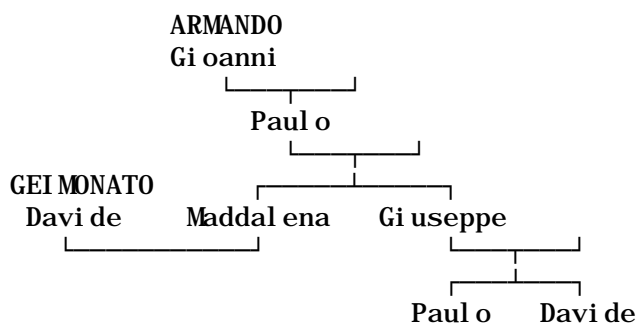 ARMANDO
Gioanni
Paulo
GEIMONATO
Davide Maddalena Giuseppe
Paulo Davide